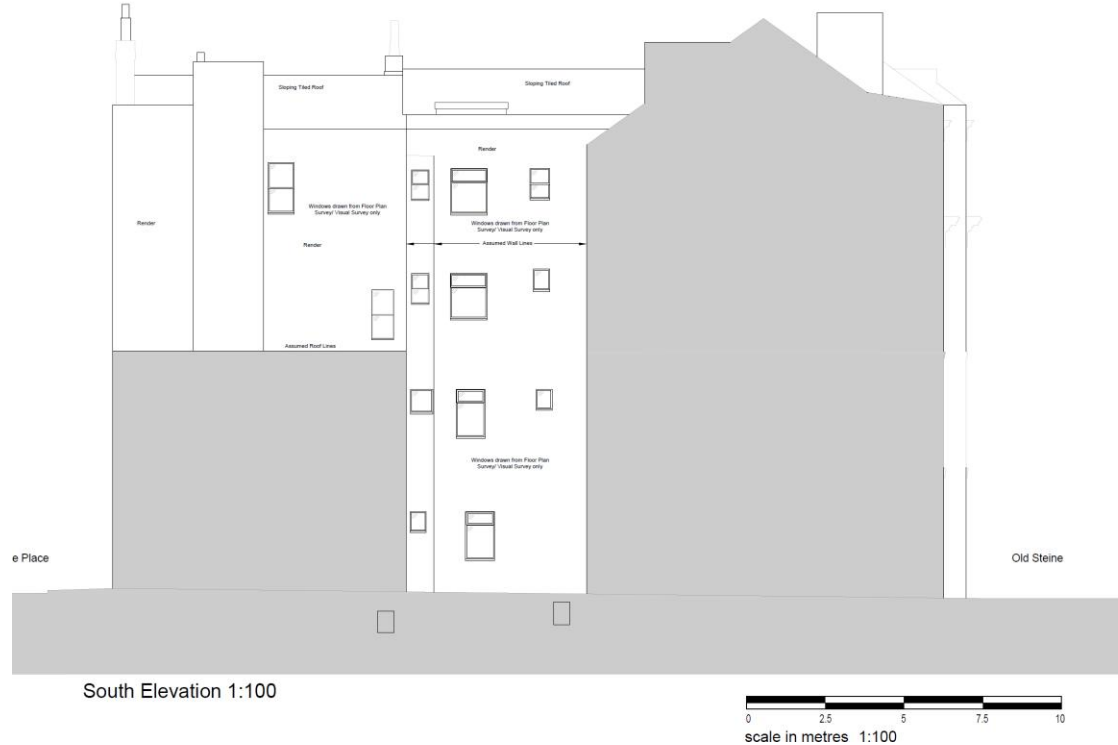 Sloping Tiled Roof
Sloping Tiled Roof
Render
Windows drawn from Floor Plan
Survey/ Visual Survey only
Render
Render
Windows drawn from Floor Plan
Survey/ Visual Survey only
Assumed Wall Lines
Assumed Roof Lines
Windows drawn from Floor Plan
Survey/ Visual Survey only
e Place
Old Steine
South Elevation 1:100
0 2.5 5 7.5 10
scale in metres 1:100